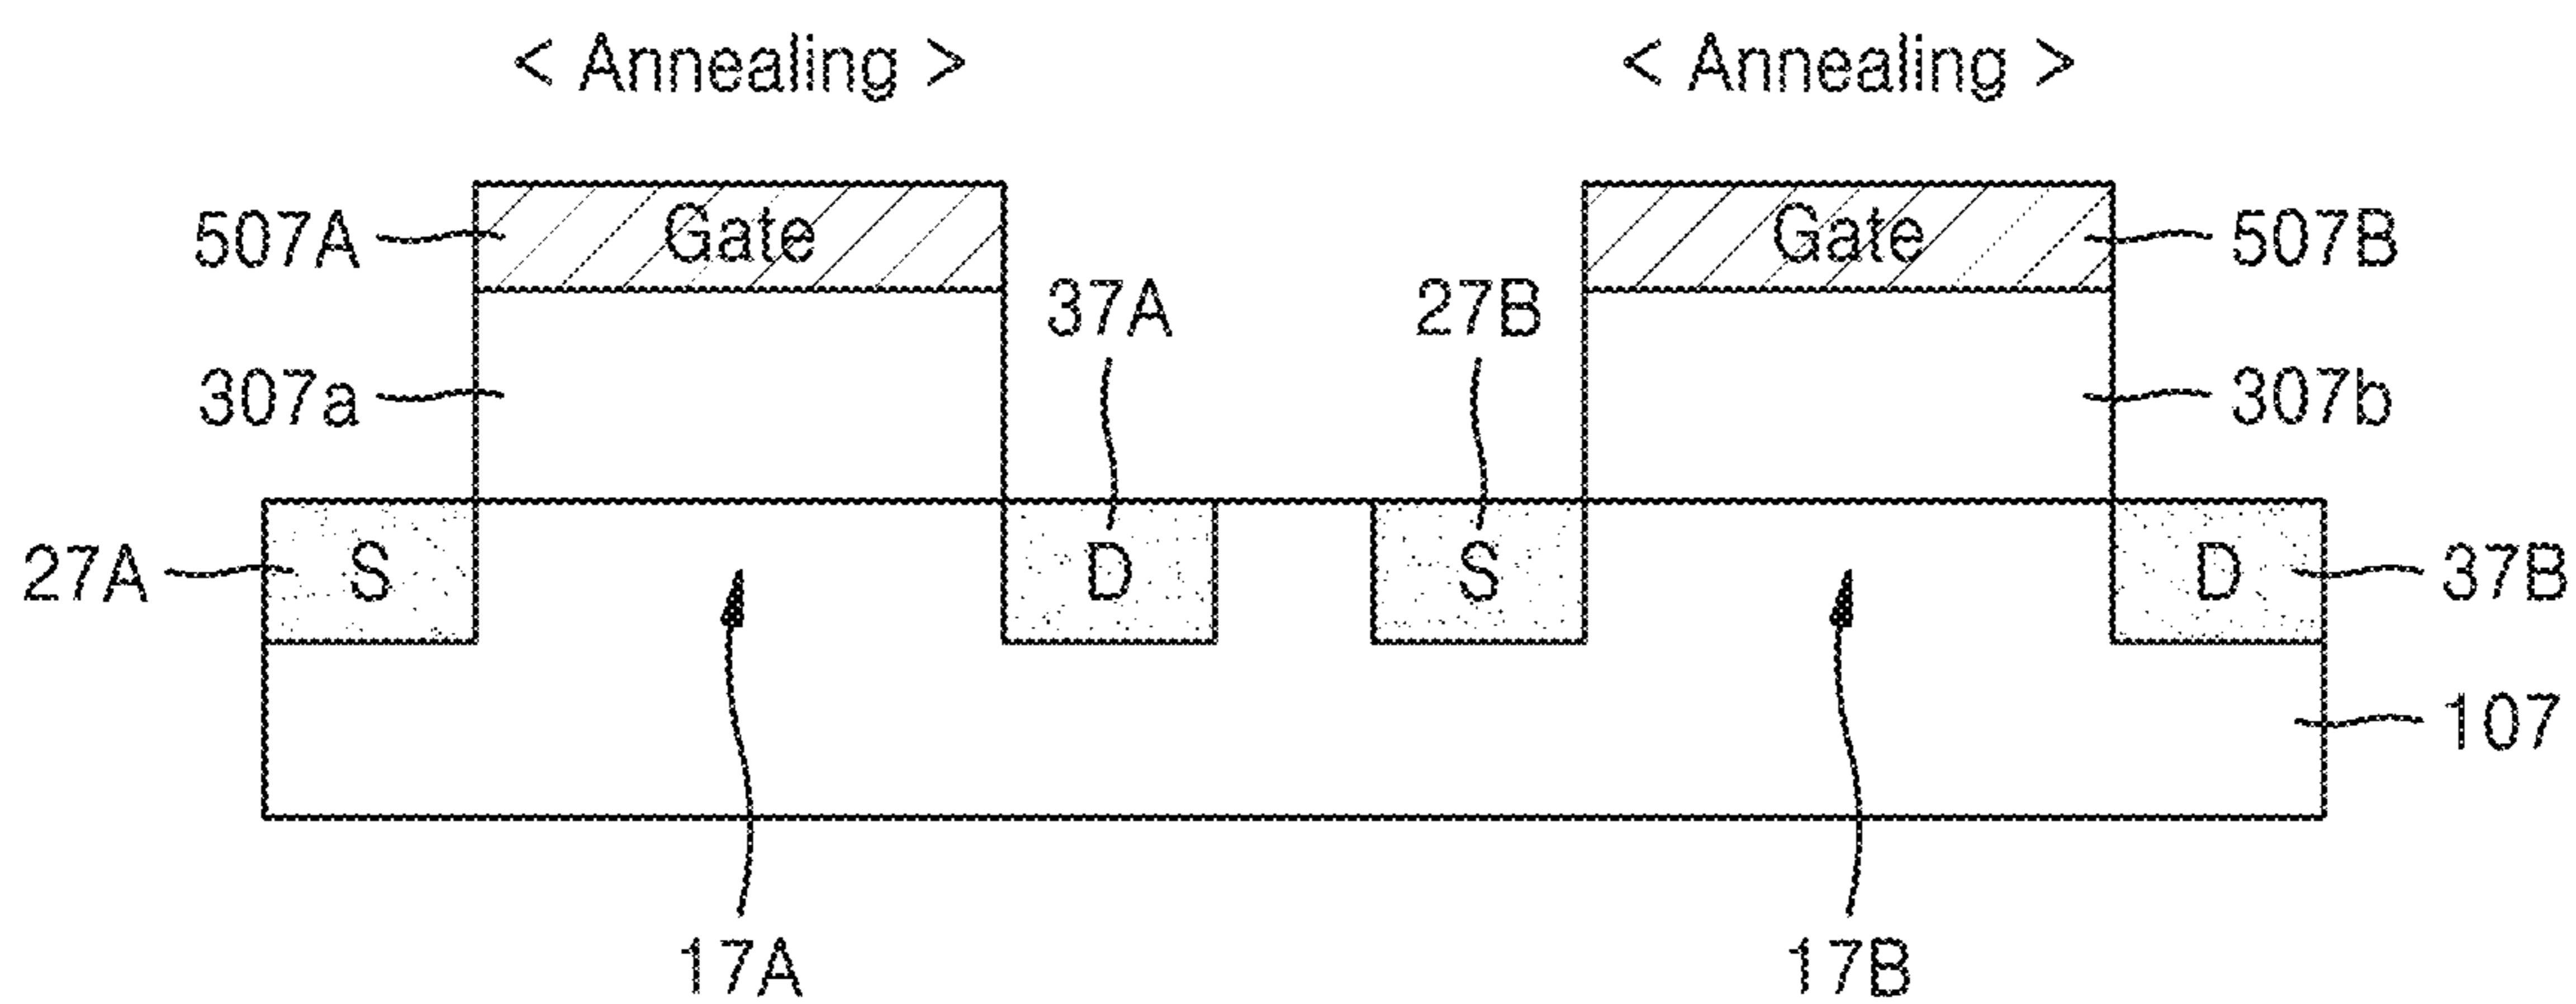 < Annealing > < Annealing >
507A Gate Gate 507B
37A 27B
307a 307b
27A S D S D 37B
107
17A 17B